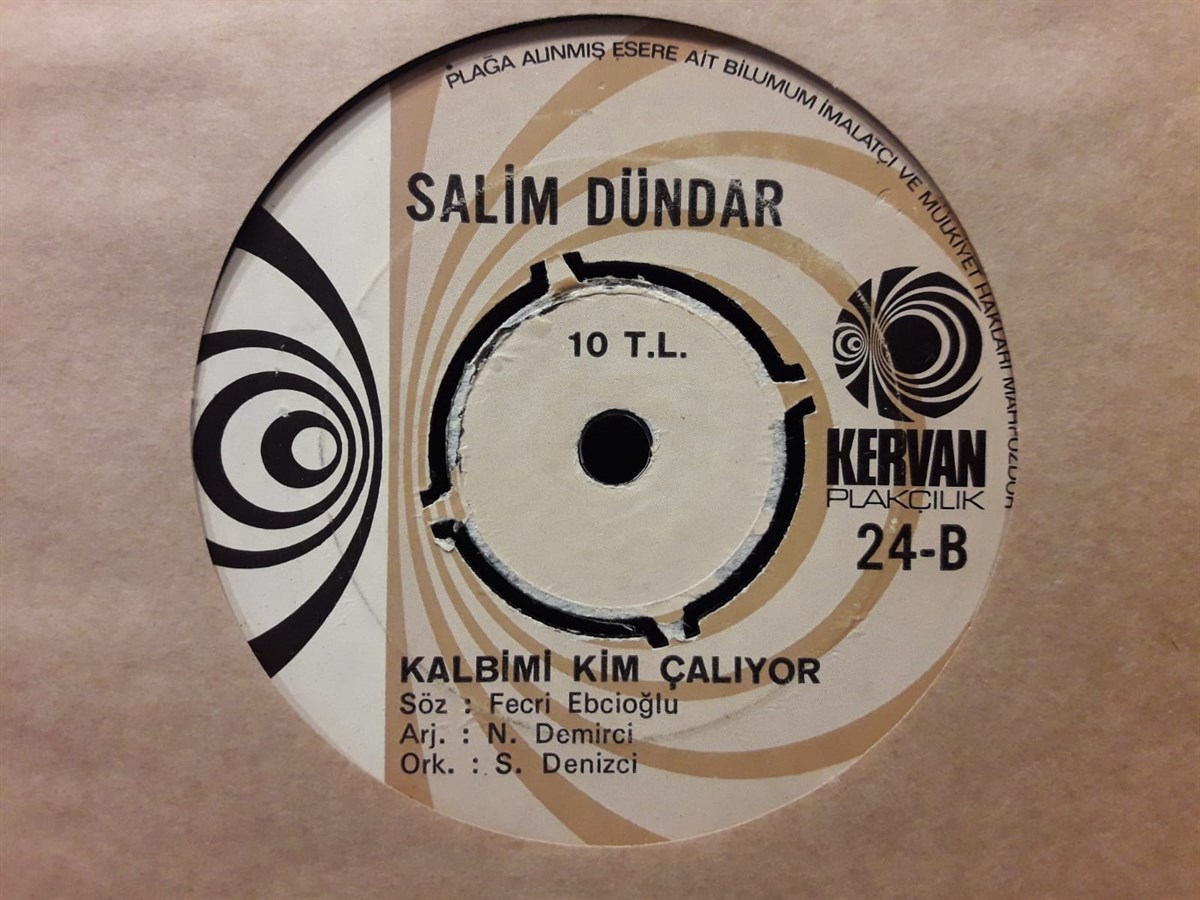 PLAĞA ALINMIŞ ESERE AİT BİLUMUM İMALATÇI VE MÜLKİYET HAKLARI MAHFUZDUR
SALİM DÜNDAR
10 T.L.
KERVAN
PLAKÇILIK
24-B
KALBİMİ KİM ÇALIYOR
Söz : Fecri Ebcioğlu
Arj. : N. Demirci
Ork. : S. Denizci